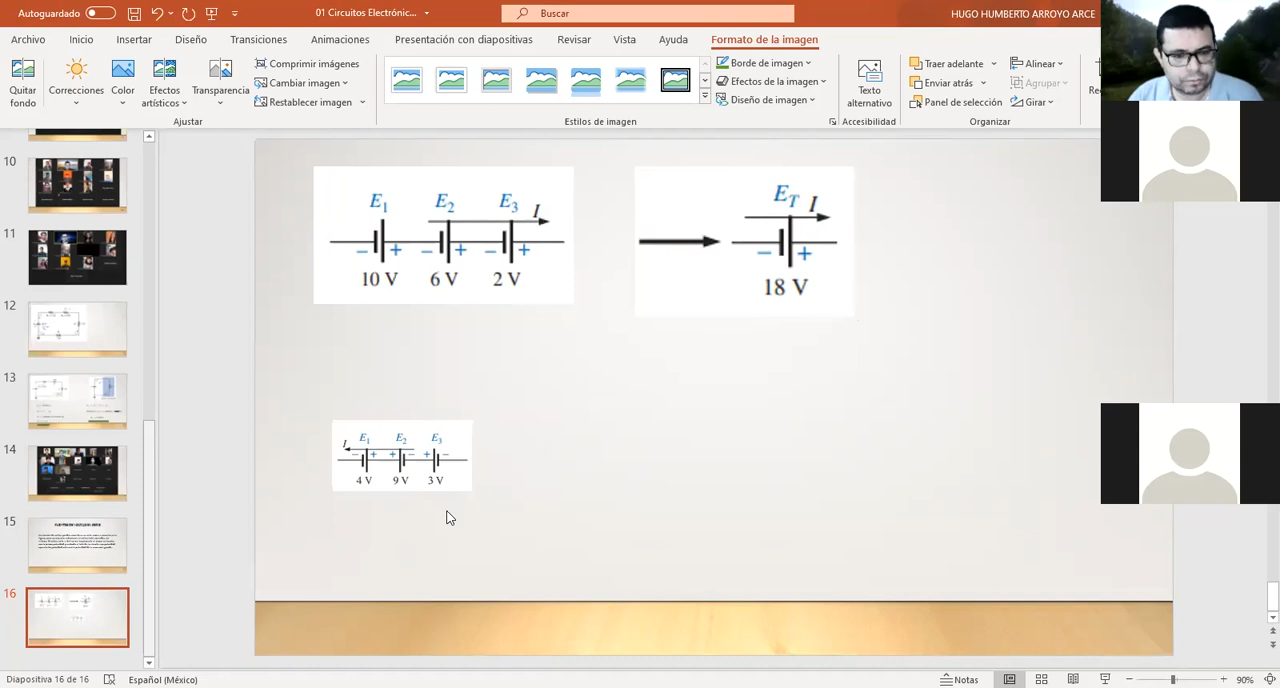 Autoguardado
01 Circuitos Electrónic...
Buscar
HUGO HUMBERTO ARROYO ARCE
Archivo Inicio Insertar Diseño Transiciones Animaciones Presentación con diapositivas Revisar Vista Ayuda Formato de la imagen
Quitar fondo
Correcciones
Color
Efectos artísticos
Transparencia
Comprimir imágenes
Cambiar imagen
Restablecer imagen
Ajustar
Borde de imagen
Efectos de la imagen
Diseño de imagen
Estilos de imagen
Texto alternativo
Accesibilidad
Traer adelante
Enviar atrás
Panel de selección
Alinear
Agrupar
Girar
Organizar
10
11
12
13
14
15
16
E1 E2 E3 I
− + − + − +
10 V 6 V 2 V
ET I
− +
18 V
I E1 E2 E3
− + + − + −
4 V 9 V 3 V
Diapositiva 16 de 16 Español (México) Notas 90%